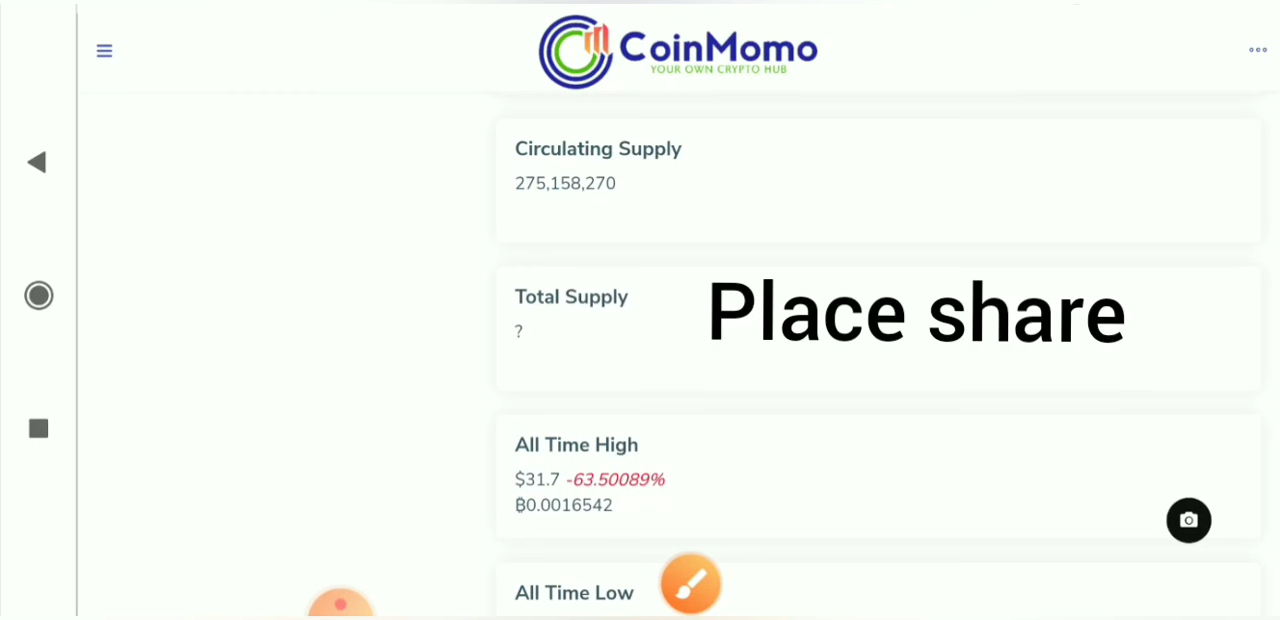 CoinMomo
YOUR OWN CRYPTO HUB
Circulating Supply
275,158,270
Total Supply
?
Place share
All Time High
$31.7 -63.50089%
₿0.0016542
All Time Low